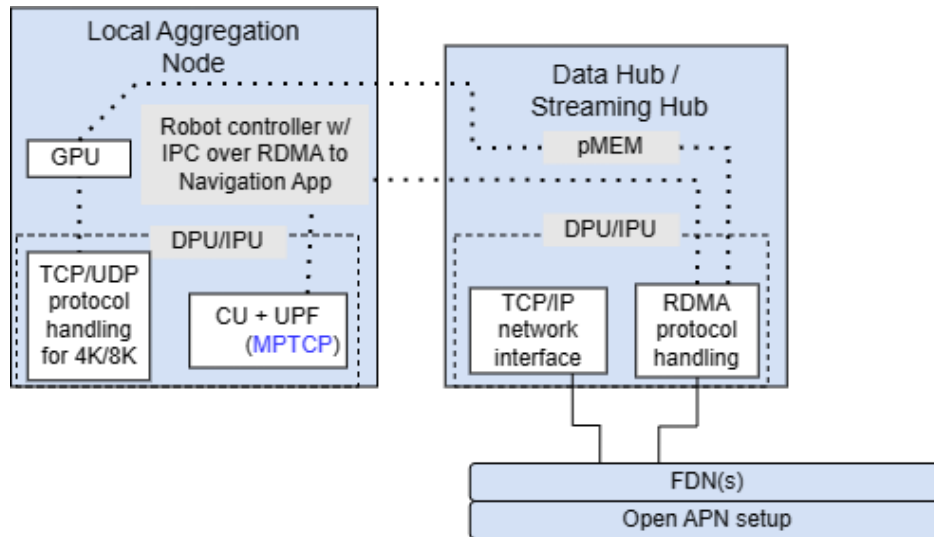 Local Aggregation
Node
GPU
Robot controller w/
IPC over RDMA to
Navigation App
DPU/IPU
TCP/UDP
protocol
handling
for 4K/8K
CU + UPF
(MPTCP)
Data Hub /
Streaming Hub
pMEM
DPU/IPU
TCP/IP
network
interface
RDMA
protocol
handling
FDN(s)
Open APN setup